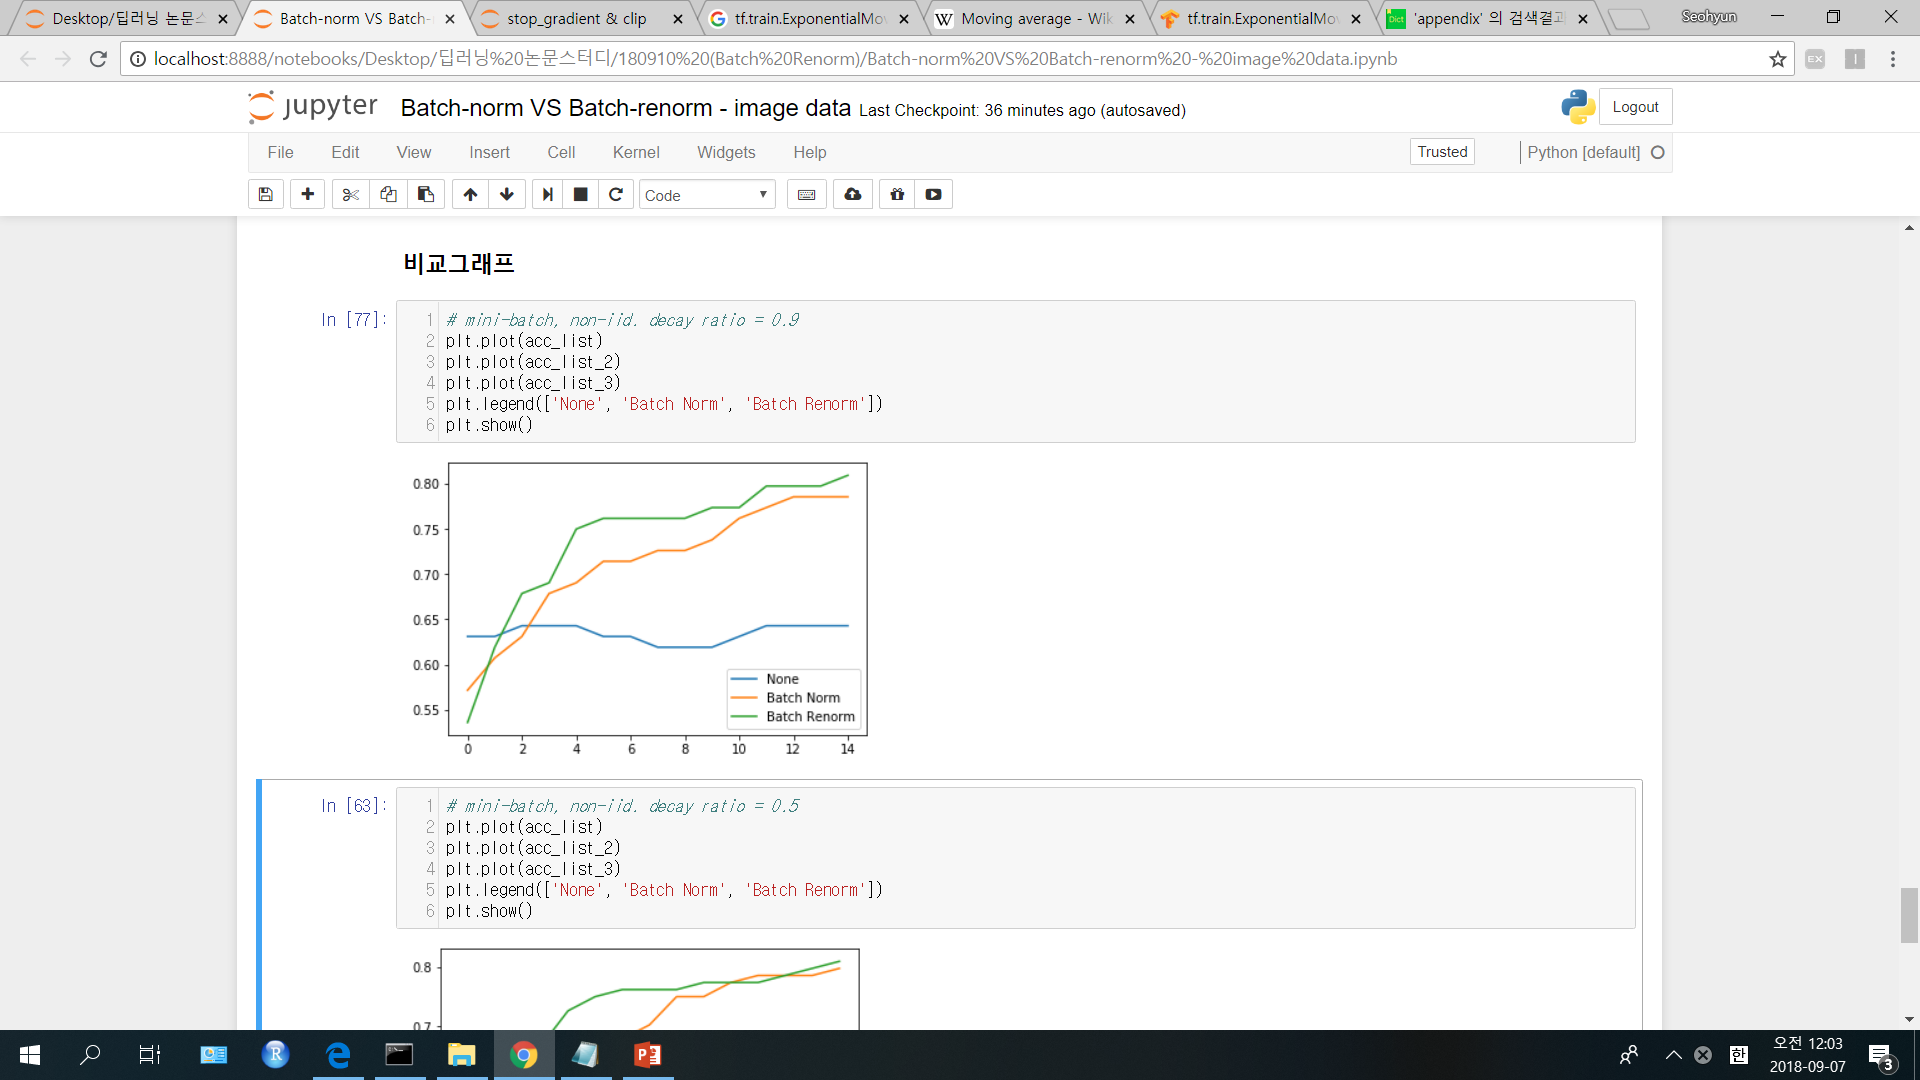 Desktop/딥러닝 논문스
Batch-norm VS Batch-
stop_gradient & clip
tf.train.ExponentialMov
Moving average - Wik
tf.train.ExponentialMov
'appendix' 의 검색결과
Seohyun
localhost:8888/notebooks/Desktop/딥러닝%20논문스터디/180910%20(Batch%20Renorm)/Batch-norm%20VS%20Batch-renorm%20-%20image%20data.ipynb
jupyter Batch-norm VS Batch-renorm - image data Last Checkpoint: 36 minutes ago (autosaved)
Logout
File Edit View Insert Cell Kernel Widgets Help
Trusted
Python [default]
Code
비교그래프
In [77]:
1 # mini-batch, non-iid. decay ratio = 0.9
2 plt.plot(acc_list)
3 plt.plot(acc_list_2)
4 plt.plot(acc_list_3)
5 plt.legend(['None', 'Batch Norm', 'Batch Renorm'])
6 plt.show()
0.80
0.75
0.70
0.65
0.60
0.55
None
Batch Norm
Batch Renorm
0 2 4 6 8 10 12 14
In [63]:
1 # mini-batch, non-iid. decay ratio = 0.5
2 plt.plot(acc_list)
3 plt.plot(acc_list_2)
4 plt.plot(acc_list_3)
5 plt.legend(['None', 'Batch Norm', 'Batch Renorm'])
6 plt.show()
0.8
0.7
한
오전 12:03
2018-09-07
3